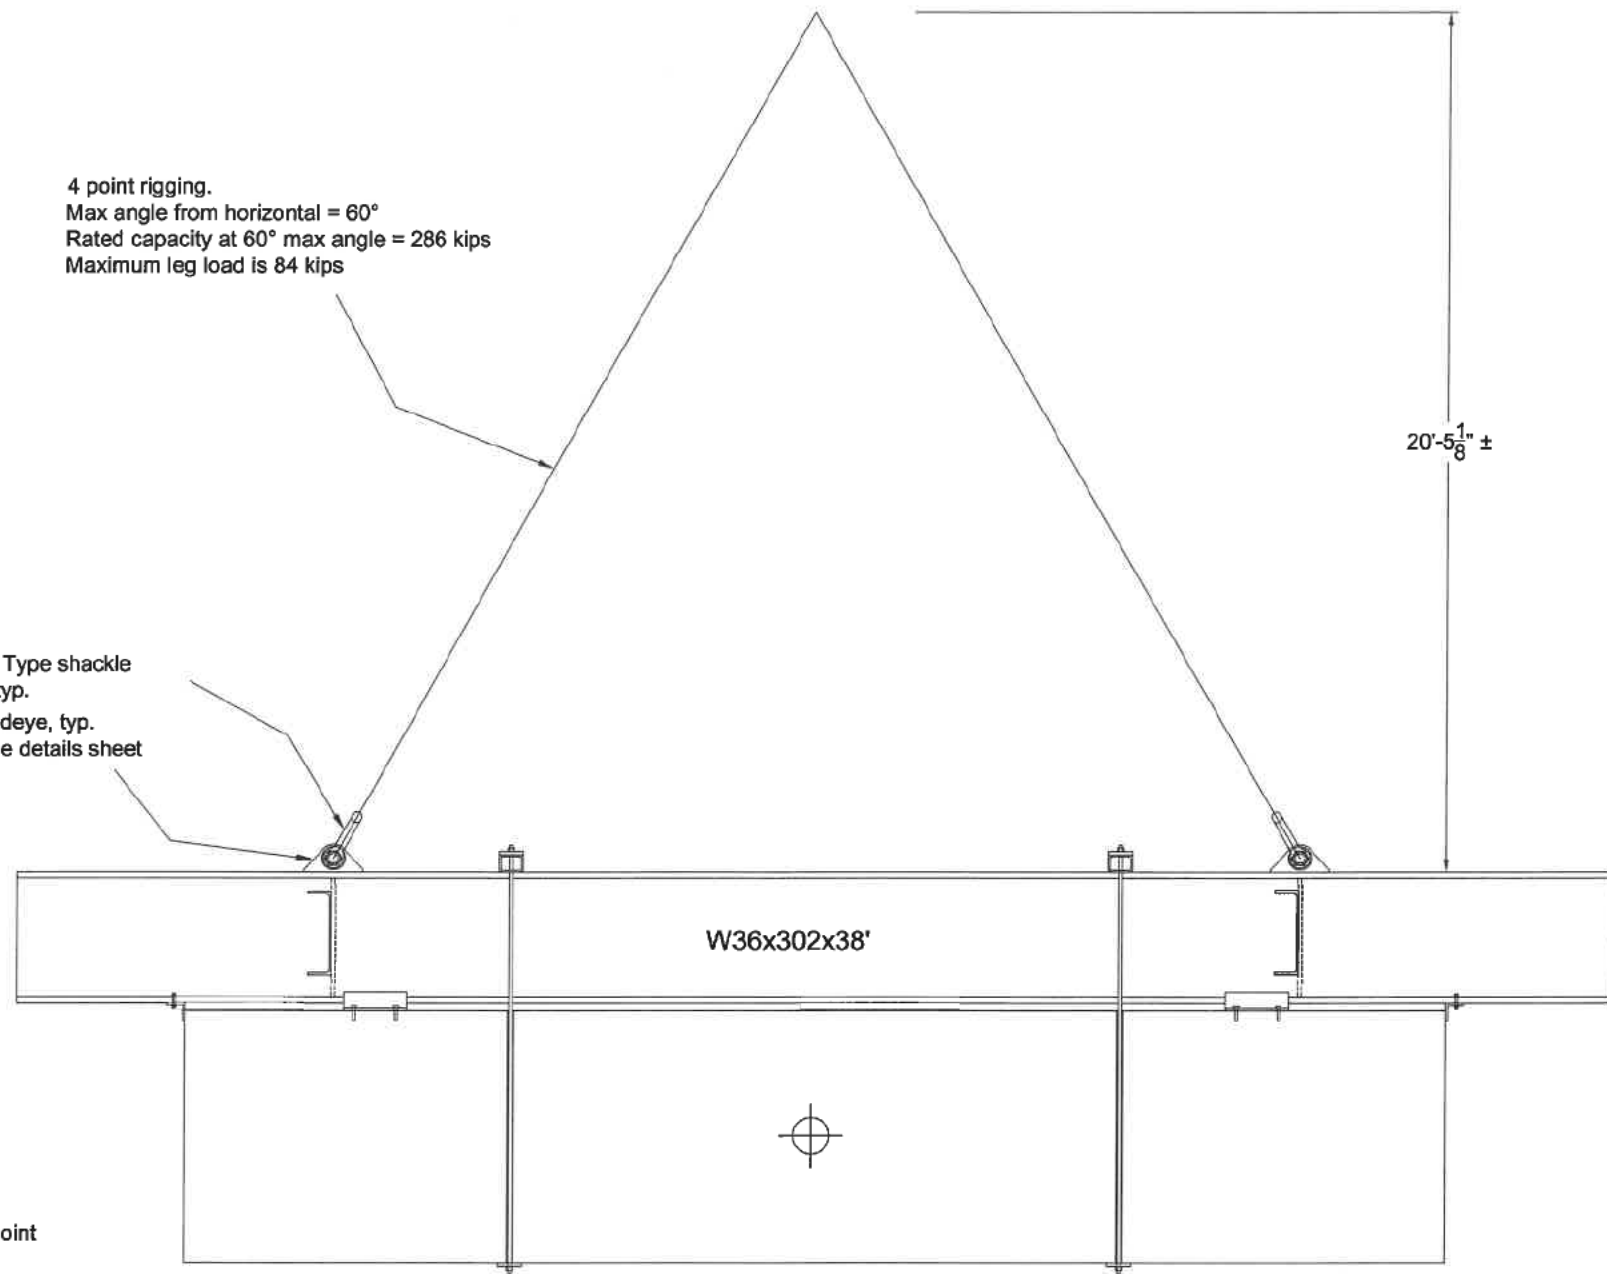 4 point rigging.
Max angle from horizontal = 60°
Rated capacity at 60° max angle = 286 kips
Maximum leg load is 84 kips
20'-5 1/8" ±
Type shackle
typ.
deye, typ.
e details sheet
W36x302x38'
oint